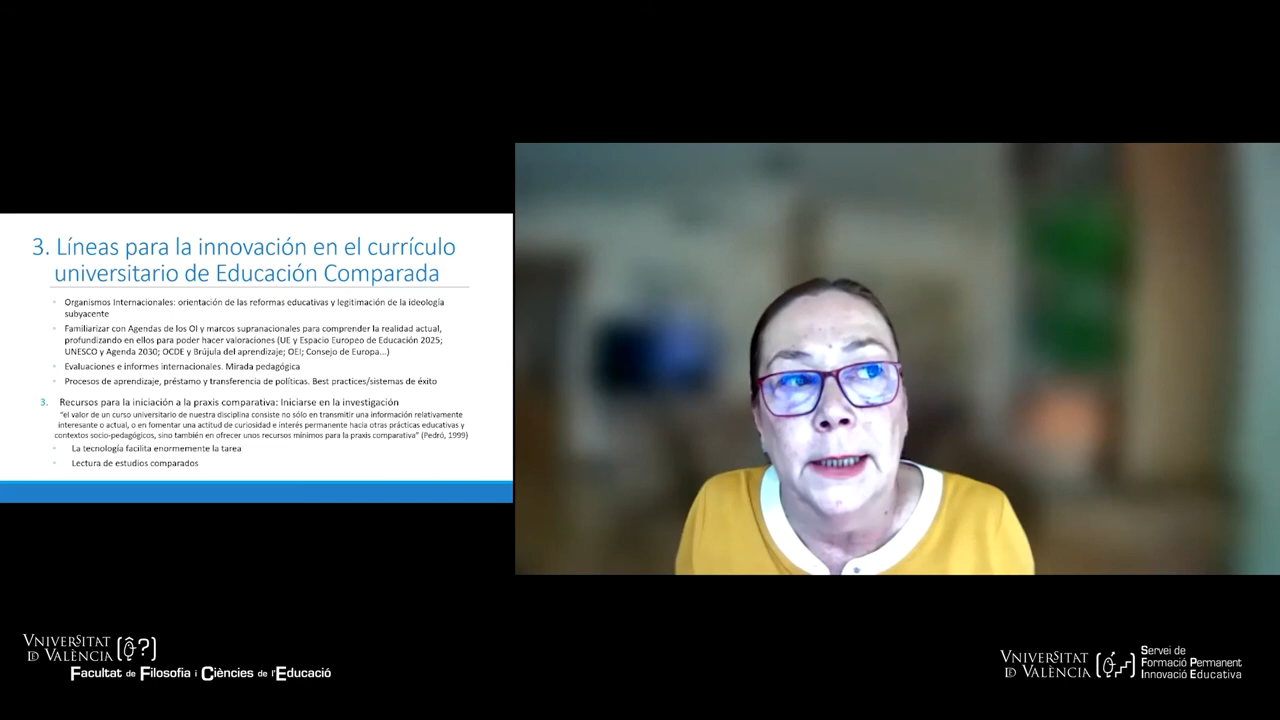 3. Líneas para la innovación en el currículo
universitario de Educación Comparada
Organismos Internacionales: orientación de las reformas educativas y legitimación de la ideología
subyacente
Familiarizar con Agendas de los OI y marcos supranacionales para comprender la realidad actual,
profundizando en ellos para poder hacer valoraciones (UE y Espacio Europeo de Educación 2025;
UNESCO y Agenda 2030; OCDE y Brújula del aprendizaje; OEI; Consejo de Europa...)
Evaluaciones e informes internacionales. Mirada pedagógica
Procesos de aprendizaje, préstamo y transferencia de políticas. Best practices/sistemas de éxito
3. Recursos para la iniciación a la praxis comparativa: Iniciarse en la investigación
"el valor de un curso universitario de nuestra disciplina consiste no sólo en transmitir una información relativamente
interesante o actual, o en fomentar una actitud de curiosidad e interés permanente hacia otras prácticas educativas y
contextos socio-pedagógicos, sino también en ofrecer unos recursos mínimos para la praxis comparativa" (Pedró, 1999)
La tecnología facilita enormemente la tarea
Lectura de estudios comparados
VNIVERSITAT
ID VALÈNCIA
Facultat de Filosofia i Ciències de l'Educació
VNIVERSITAT
ID VALÈNCIA
Servei de
Formació Permanent
Innovació Educativa